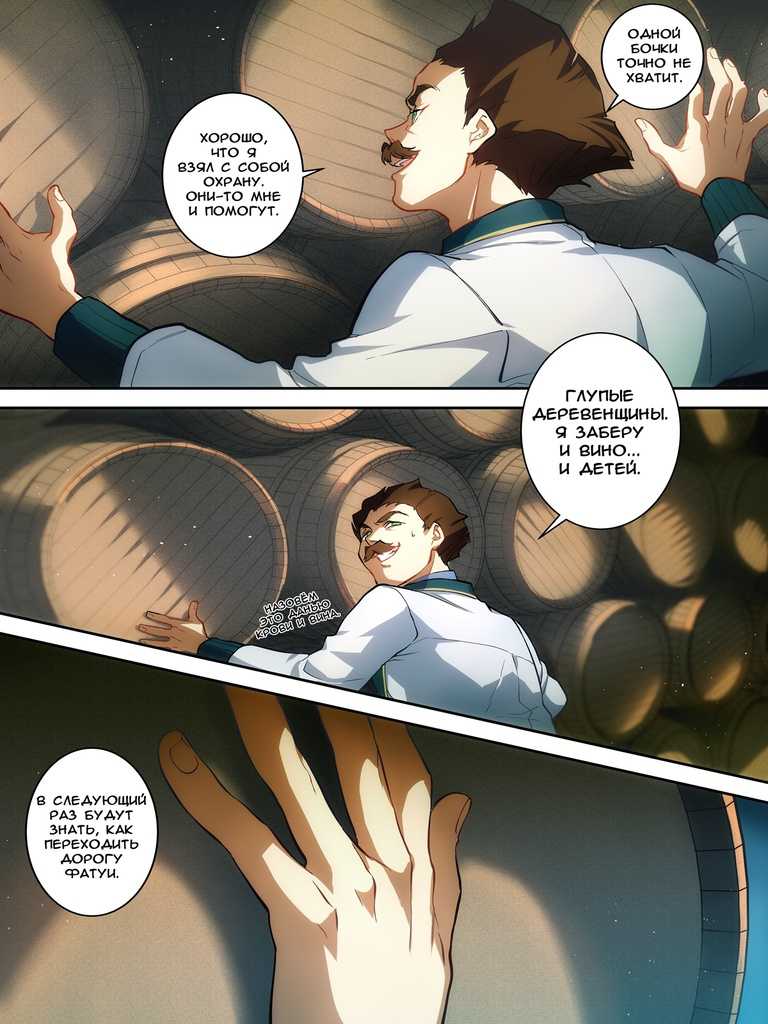 ОДНОЙ
БОЧКИ
ТОЧНО НЕ
ХВАТИТ.
ХОРОШО,
ЧТО Я
ВЗЯЛ С СОБОЙ
ОХРАНУ.
ОНИ-ТО МНЕ
И ПОМОГУТ.
ГЛУПЫЕ
ДЕРЕВЕНЩИНЫ.
Я ЗАБЕРУ
И ВИНО...
И ДЕТЕЙ.
НАЗОВЁМ
ЭТО ДАНЬЮ
КРОВИ И ВИНА.
В СЛЕДУЮЩИЙ
РАЗ БУДУТ
ЗНАТЬ, КАК
ПЕРЕХОДИТЬ
ДОРОГУ
ФАТУИ.